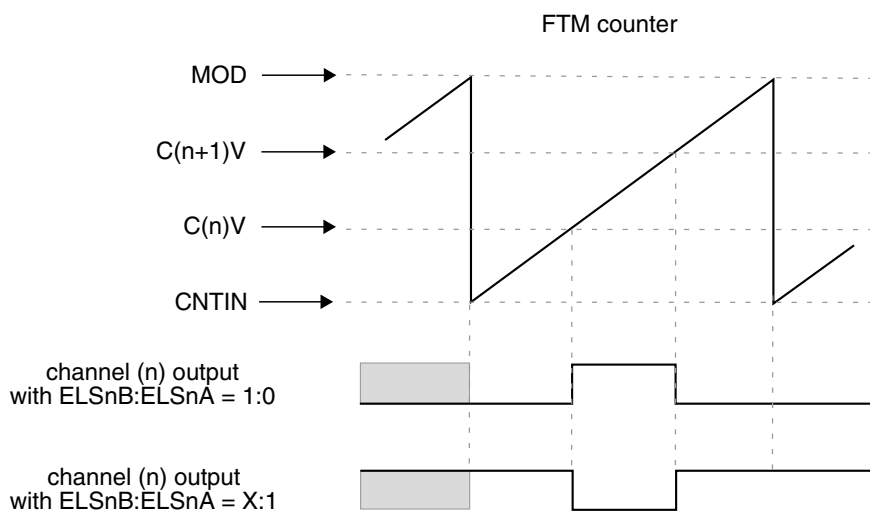 FTM counter
MOD
C(n+1)V
C(n)V
CNTIN
channel (n) output
with ELSnB:ELSnA = 1:0
channel (n) output
with ELSnB:ELSnA = X:1